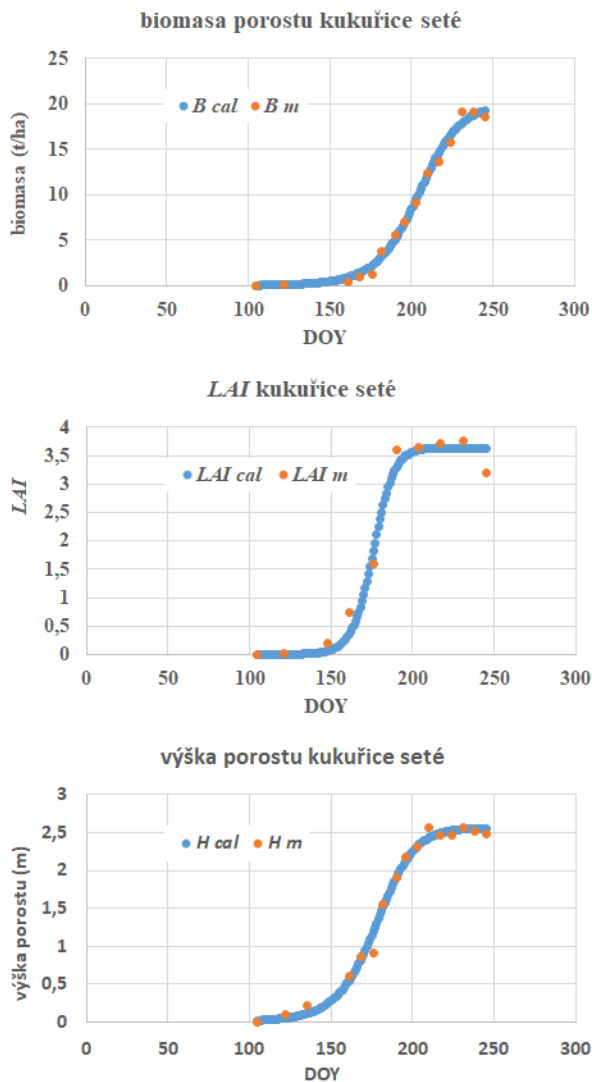 biomasa porostu kukuřice seté
25
B cal B m
20
15
10
5
0
biomasa (t/ha)
0 50 100 150 200 250 300
DOY
LAI kukuřice seté
4
3,5
LAI cal LAI m
3
2,5
2
1,5
1
0,5
0
LAI
0 50 100 150 200 250 300
DOY
výška porostu kukuřice seté
3
2,5
H cal H m
2
1,5
1
0,5
0
výška porostu (m)
0 50 100 150 200 250 300
DOY